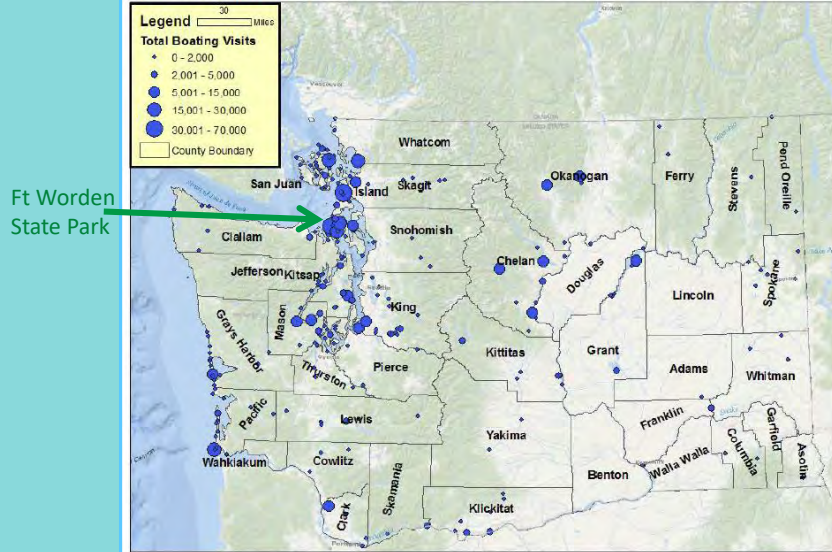 Legend
30
Miles
Total Boating Visits
0 - 2,000
2,001 - 5,000
5,001 - 15,000
15,001 - 30,000
30,001 - 70,000
County Boundary
Ft Worden
State Park
Whatcom
San Juan
Island
Skagit
Okanogan
Ferry
Stevens
Pend Oreille
Clallam
Snohomish
Chelan
Douglas
Jefferson
Kitsap
King
Lincoln
Spokane
Mason
Grays Harbor
Kittitas
Grant
Adams
Whitman
Thurston
Pierce
Pacific
Lewis
Yakima
Franklin
Garfield
Columbia
Asotin
Wahkiakum
Cowlitz
Skamania
Benton
Walla Walla
Clark
Klickitat